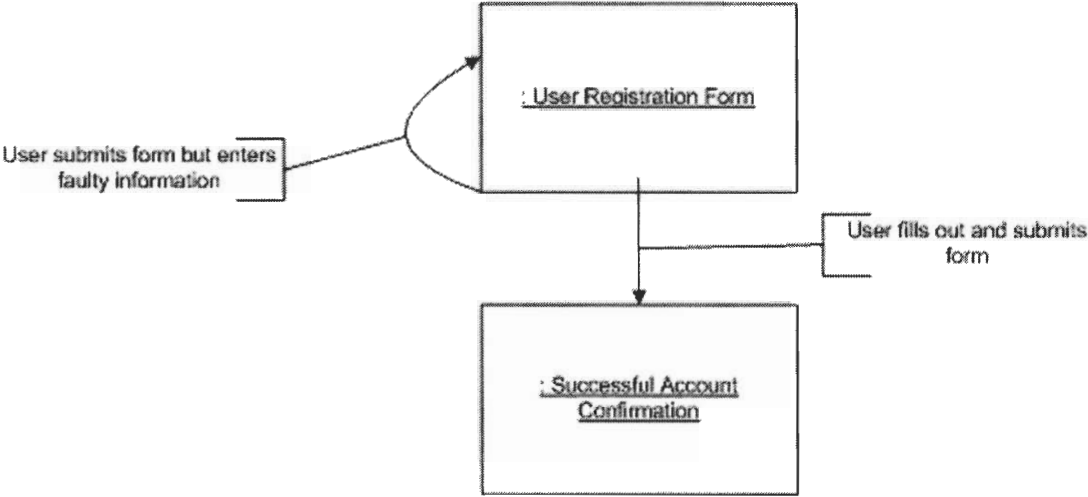 : User Registration Form
User submits form but enters
faulty information
User fills out and submits
form
: Successful Account
Confirmation